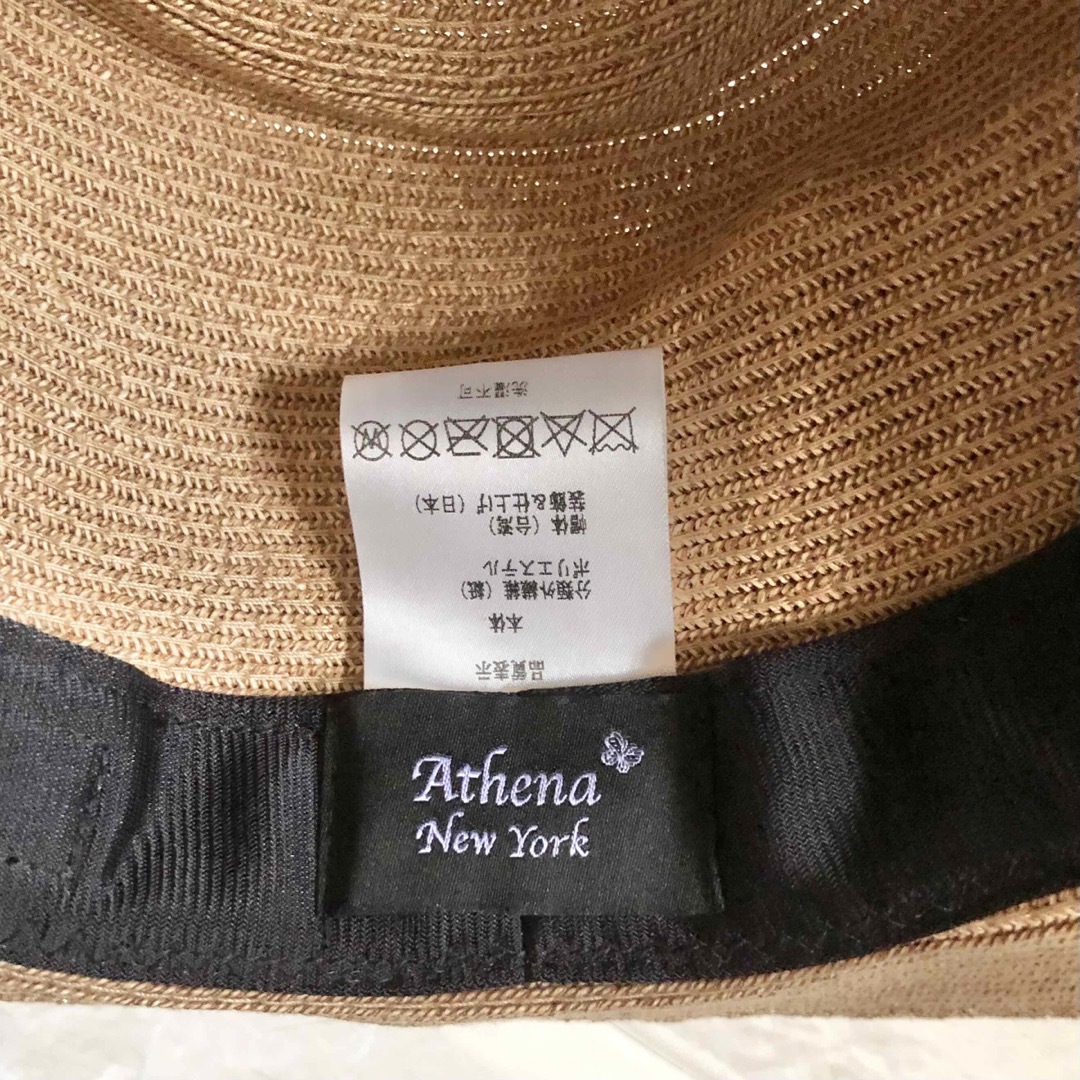 品質表示
本体
分類外繊維（紙）
ポリエステル
帽体（台湾）
装飾&仕上げ（日本）
W
洗濯不可
Athena
New York